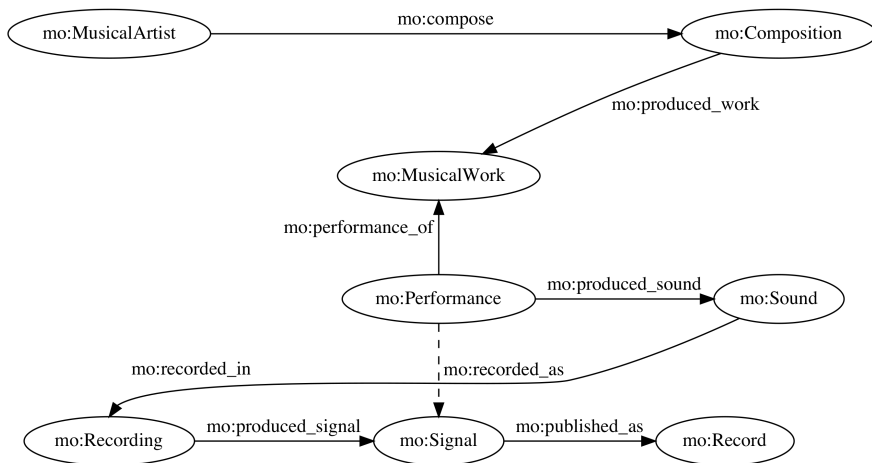 mo:compose
mo:MusicalArtist
mo:Composition
mo:produced_work
mo:MusicalWork
mo:performance_of
mo:produced_sound
mo:Performance
mo:Sound
mo:recorded_in
mo:recorded_as
mo:produced_signal
mo:published_as
mo:Recording
mo:Signal
mo:Record